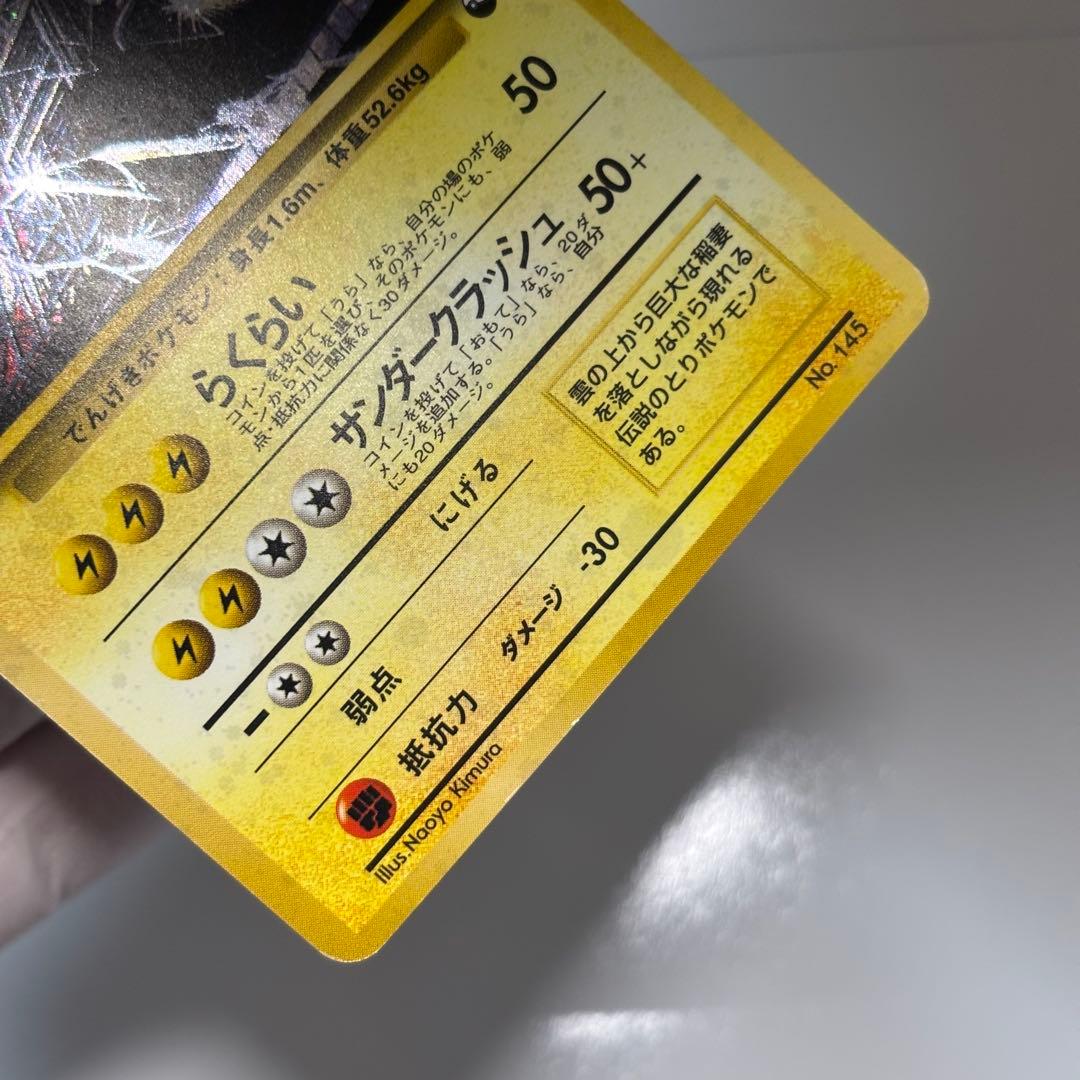 でんげきポケモン：身長1.6m、体重52.6kg
らくらい 50
コインを投げて「うら」なら、自分の場のポケ
モンから1匹を選び、そのポケモンにも、弱
点・抵抗力に関係なく30ダメージ。
サンダークラッシュ 50+
コインを投げて「おもて」なら、20ダ
メージを追加する。「うら」なら、自分
にも20ダメージ。
にげる
弱点
抵抗力 ダメージ -30
雲の上から巨大な稲妻
を落としながら現れる
伝説のとりポケモンで
ある。
Illus. Naoyo Kimura
No.145